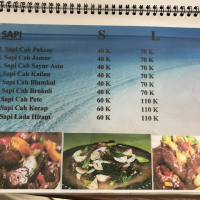 SAPI S L
Sapi Cah Potong 40 K 70 K
Sapi Cah Jamur 40 K 70 K
Sapi Cah Sayur Asin 40 K 70 K
Sapi Cah Kailan 40 K 70 K
Sapi Cah Blumkol 40 K 70 K
Sapi Cah Brokoli 40 K 70 K
Sapi Cah Pete 60 K 110 K
Sapi Cah Kecap 60 K 110 K
Sapi Lada Hitam 60 K 110 K